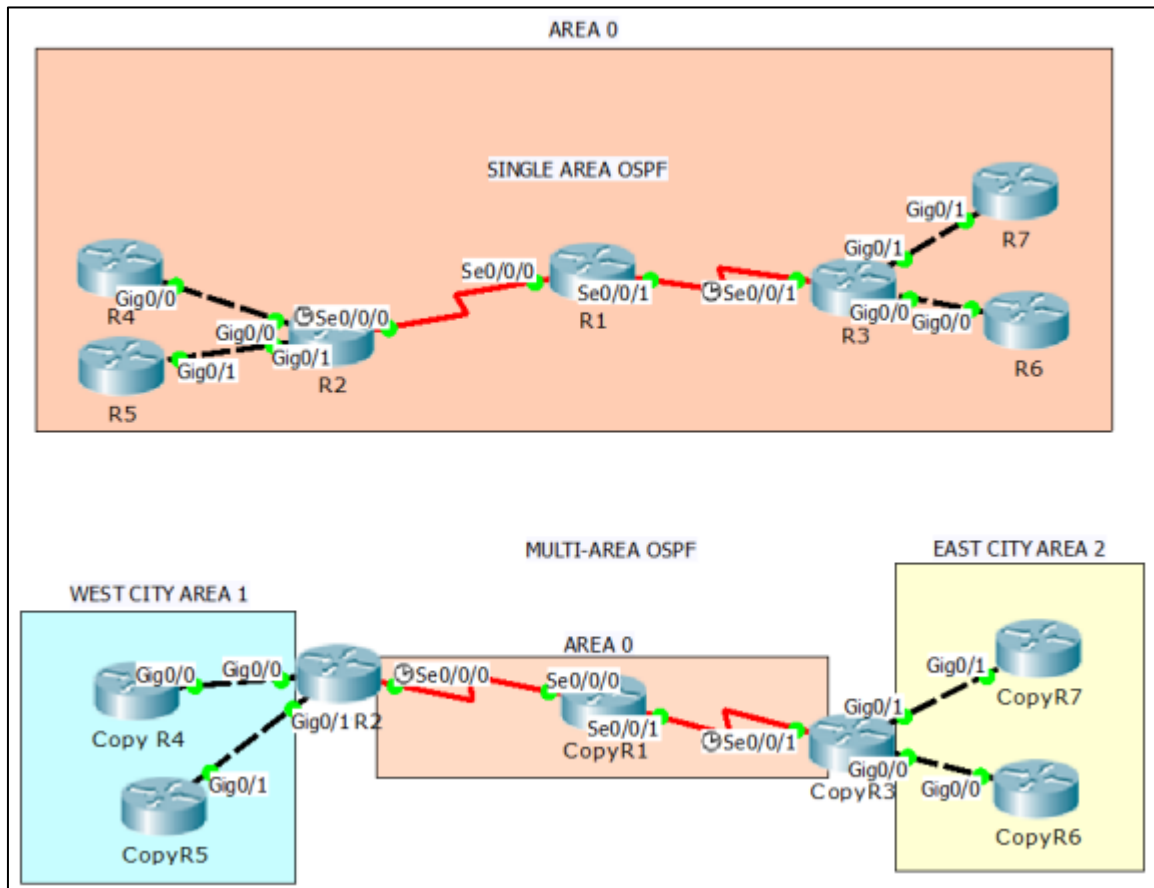 AREA 0
SINGLE AREA OSPF
Gig0/1
R7
Gig0/1
Se0/0/0
Gig0/0
R4
Se0/0/1
R1
Se0/0/1
Gig0/0
Gig0/0
R3
R6
Se0/0/0
Gig0/0
Gig0/1
R2
Gig0/1
R5
MULTI-AREA OSPF
EAST CITY AREA 2
WEST CITY AREA 1
AREA 0
Gig0/0
Gig0/0
Se0/0/0
Se0/0/0
Gig0/1
Gig0/1
CopyR7
Gig0/1 R2
Copy R4
Se0/0/1
CopyR1
Se0/0/1
Gig0/0
CopyR3
Gig0/0
Gig0/1
CopyR5
CopyR6